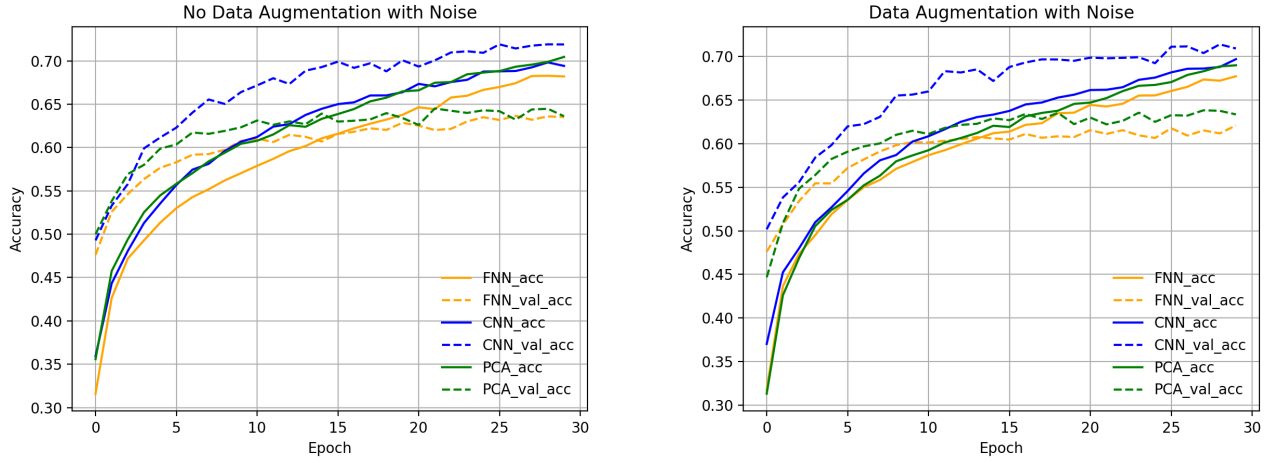 No Data Augmentation with Noise
Accuracy
0.70
0.65
0.60
0.55
0.50
0.45
0.40
0.35
0.30
FNN_acc
FNN_val_acc
CNN_acc
CNN_val_acc
PCA_acc
PCA_val_acc
0 5 10 15 20 25 30
Epoch
Data Augmentation with Noise
Accuracy
0.70
0.65
0.60
0.55
0.50
0.45
0.40
0.35
0.30
FNN_acc
FNN_val_acc
CNN_acc
CNN_val_acc
PCA_acc
PCA_val_acc
0 5 10 15 20 25 30
Epoch